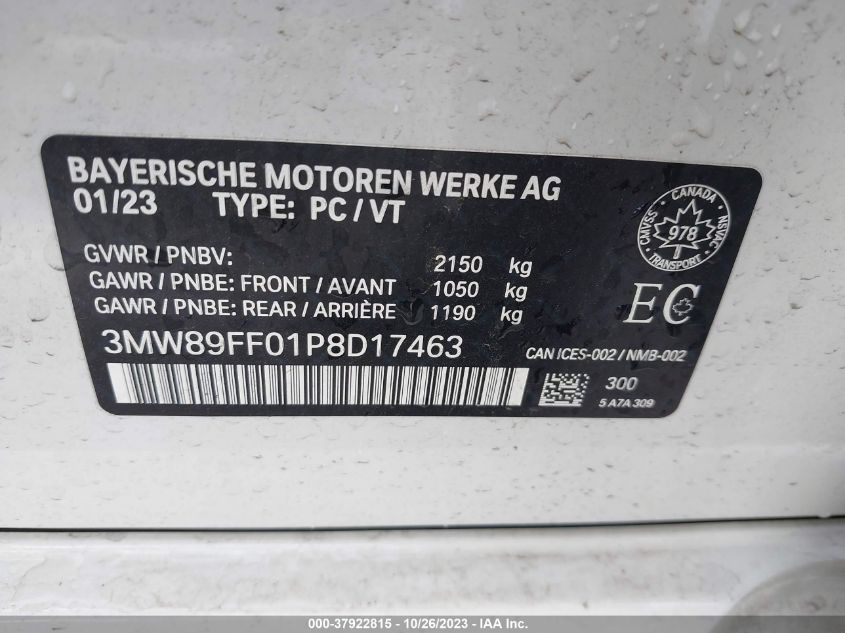 BAYERISCHE MOTOREN WERKE AG
01/23 TYPE: PC / VT
GVWR / PNBV: 2150 kg
GAWR / PNBE: FRONT / AVANT 1050 kg
GAWR / PNBE: REAR / ARRIÈRE 1190 kg
3MW89FF01P8D17463
CANADA
CMVSS 978 NSVAC
TRANSPORT
EC
CAN ICES-002 / NMB-002
300
5 A7A 309
000-37922815 - 10/26/2023 - IAA Inc.